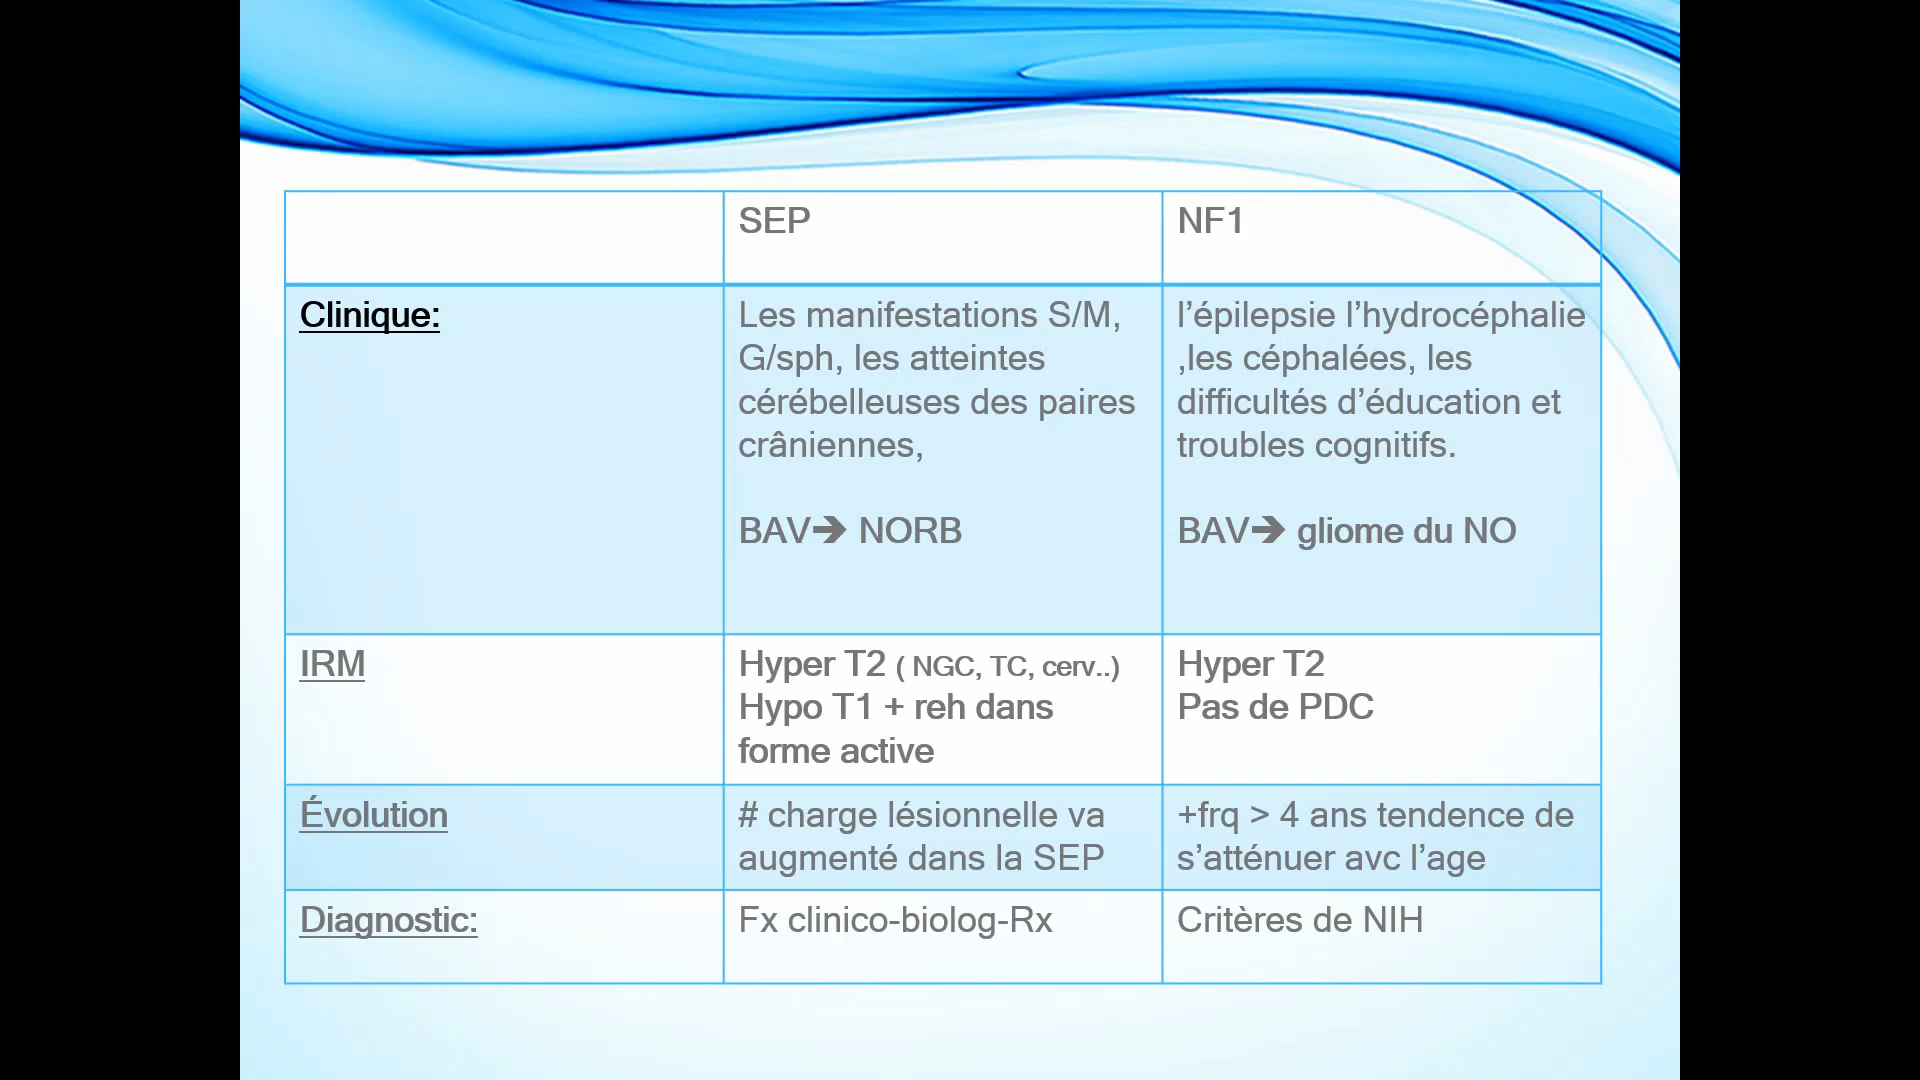 SEP
NF1
Clinique:
Les manifestations S/M,
G/sph, les atteintes
cérébelleuses des paires
crâniennes,
BAV➔ NORB
l’épilepsie l’hydrocéphalie
,les céphalées, les
difficultés d’éducation et
troubles cognitifs.
BAV➔ gliome du NO
IRM
Hyper T2 ( NGC, TC, cerv..)
Hypo T1 + reh dans
forme active
Hyper T2
Pas de PDC
Évolution
# charge lésionnelle va
augmenté dans la SEP
+frq > 4 ans tendence de
s’atténuer avc l’age
Diagnostic:
Fx clinico-biolog-Rx
Critères de NIH